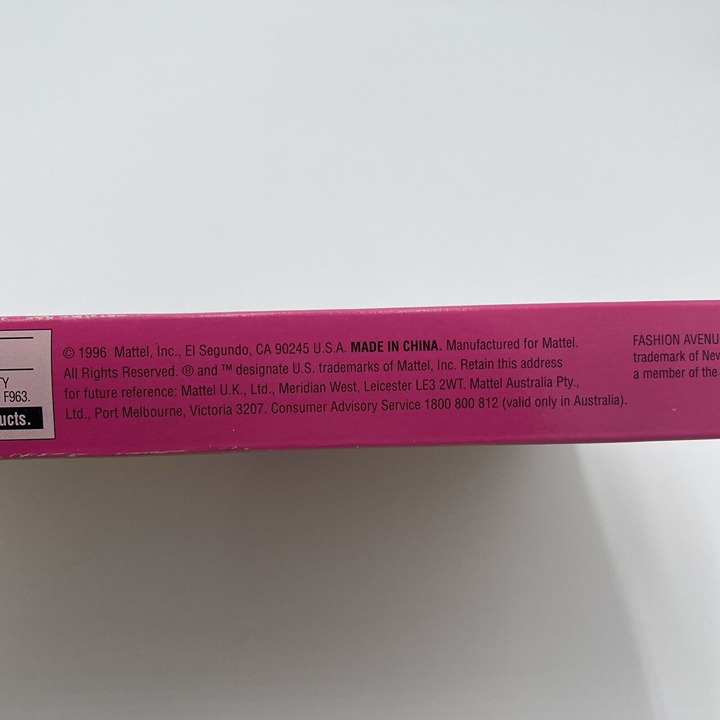 TY
F963.
ucts.
© 1996 Mattel, Inc., El Segundo, CA 90245 U.S.A. MADE IN CHINA. Manufactured for Mattel.
All Rights Reserved. ® and ™ designate U.S. trademarks of Mattel, Inc. Retain this address
for future reference: Mattel U.K., Ltd., Meridian West, Leicester LE3 2WT. Mattel Australia Pty.,
Ltd., Port Melbourne, Victoria 3207. Consumer Advisory Service 1800 800 812 (valid only in Australia).
FASHION AVENU
trademark of Nev
a member of the